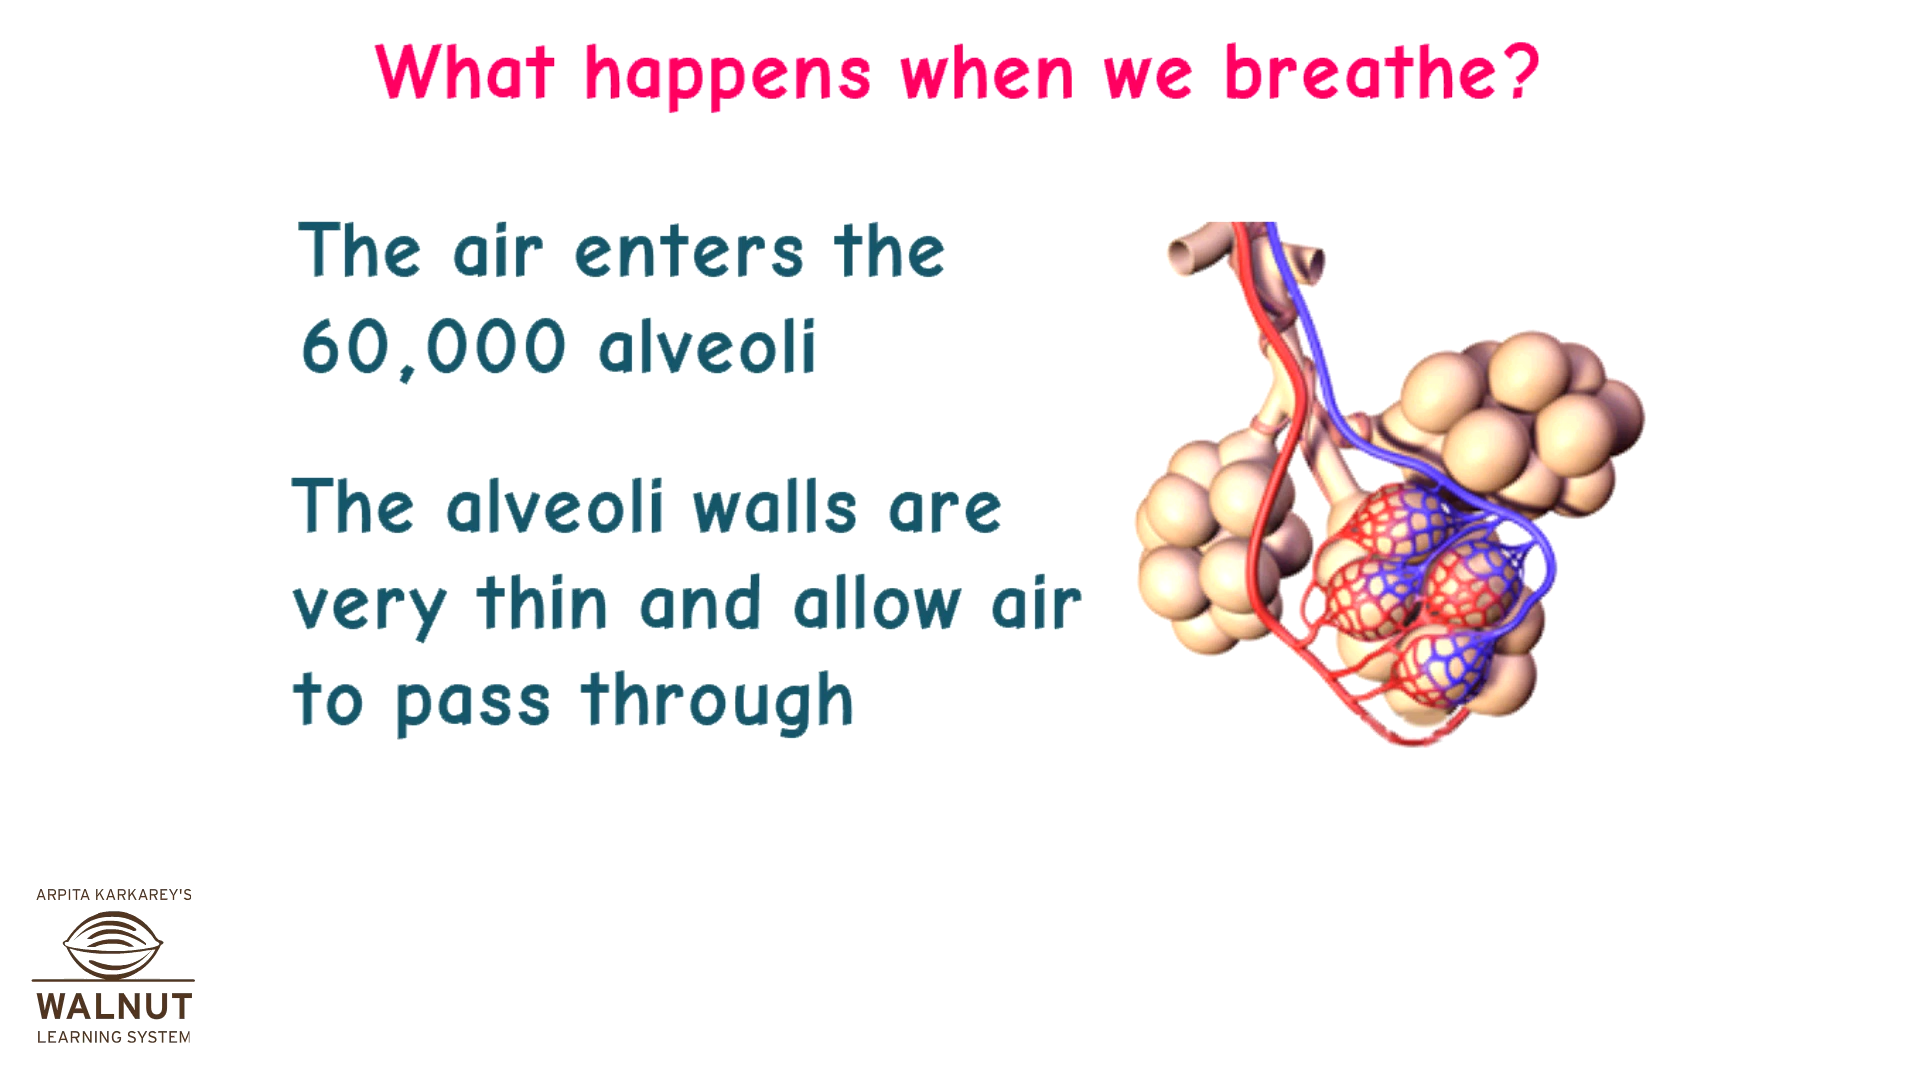 What happens when we breathe?
The air enters the
60,000 alveoli
The alveoli walls are
very thin and allow air
to pass through
ARPITA KARKAREY'S
WALNUT
LEARNING SYSTEM